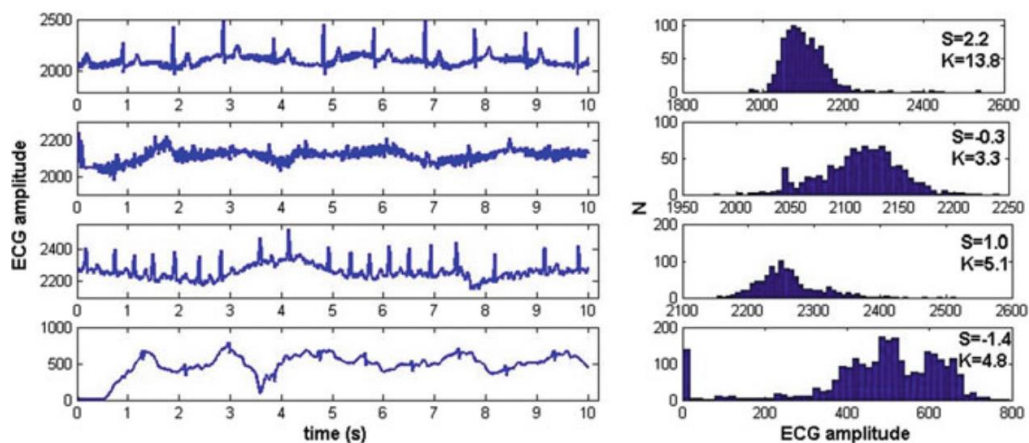 ECG amplitude
2500
2000
0 1 2 3 4 5 6 7 8 9 10
2200
2000
0 1 2 3 4 5 6 7 8 9 10
2400
2200
0 1 2 3 4 5 6 7 8 9 10
1000
500
0
0 1 2 3 4 5 6 7 8 9 10
time (s)
N
100
50
0
S=2.2
K=13.8
1800 2000 2200 2400 2600
100
50
0
S=-0.3
K=3.3
1950 2000 2050 2100 2150 2200 2250
200
100
0
S=1.0
K=5.1
2100 2200 2300 2400 2500 2600
200
100
0
S=-1.4
K=4.8
0 200 400 600 800
ECG amplitude